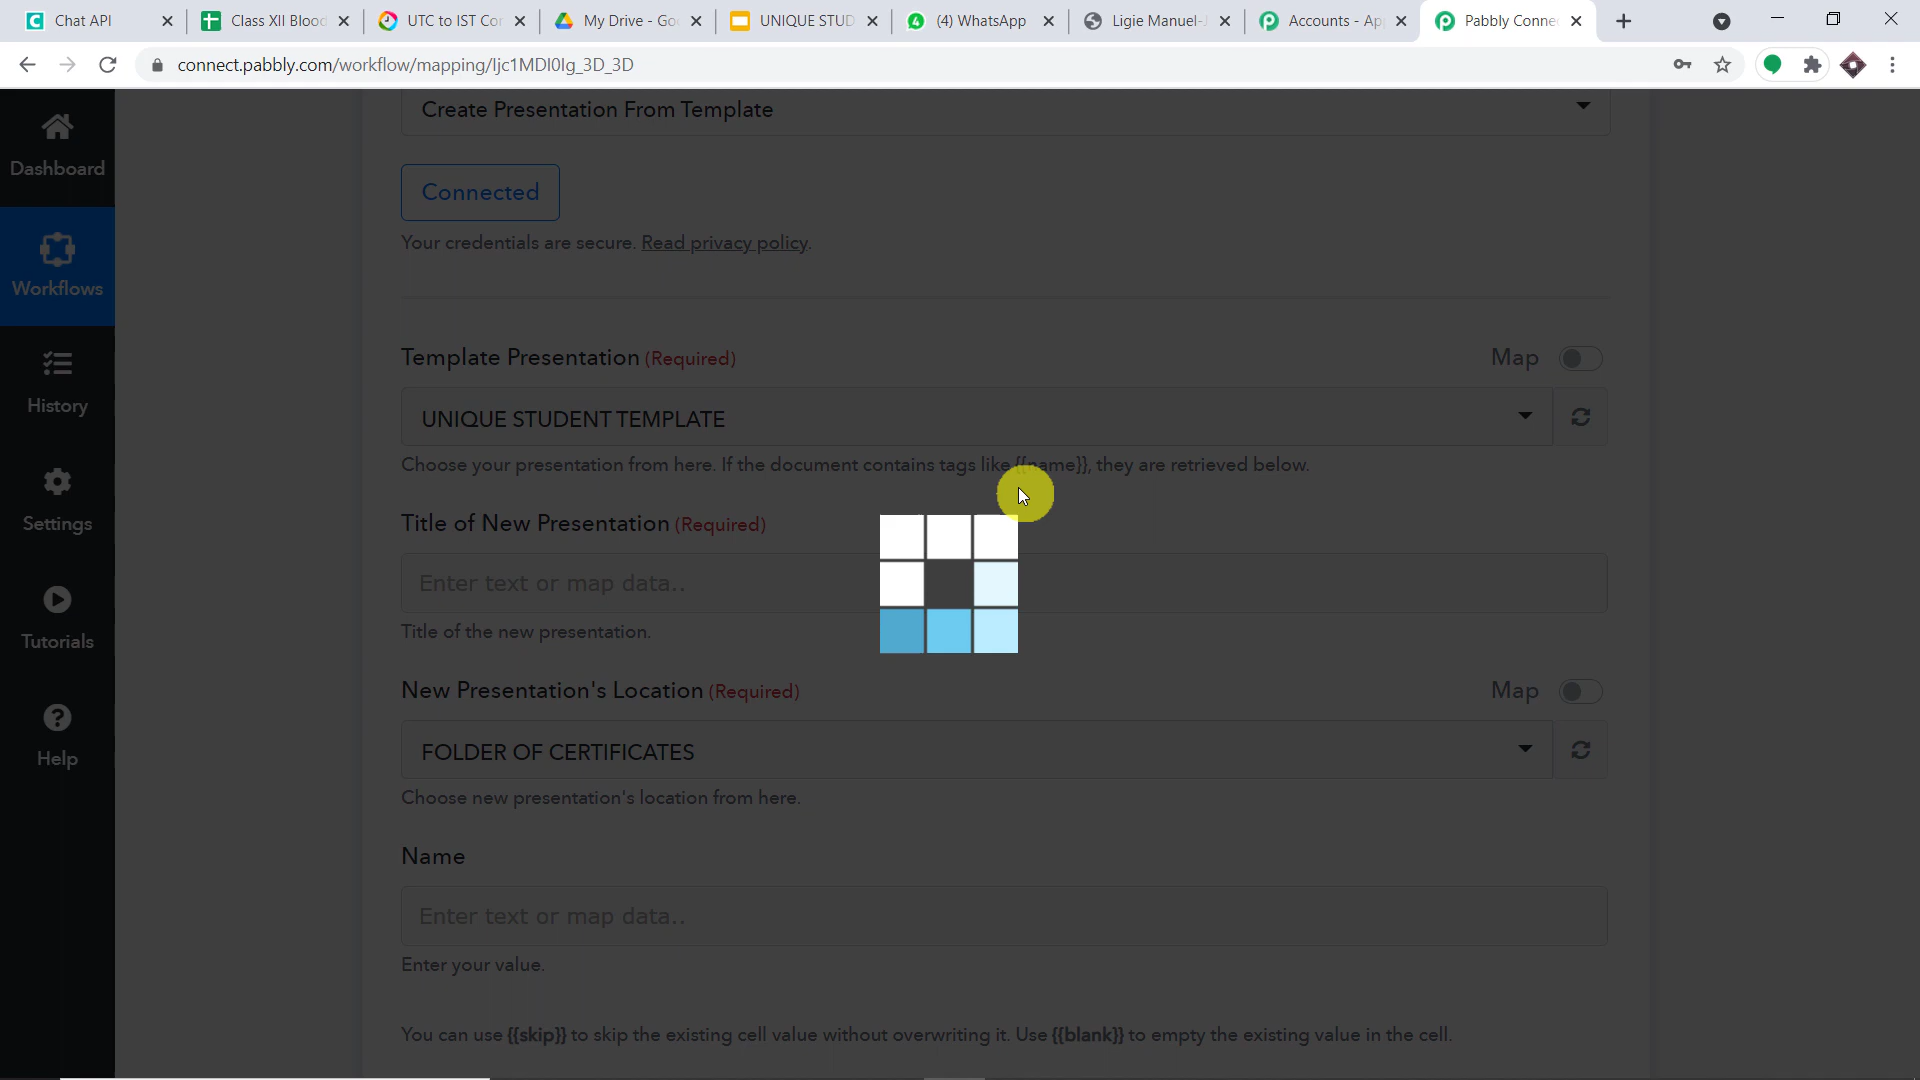 Chat API
Class XII Blood
UTC to IST Cor
My Drive - Goo
UNIQUE STUD
(4) WhatsApp
Ligie Manuel-J
Accounts - Ap
Pabbly Conne
connect.pabbly.com/workflow/mapping/Ijc1MDI0Ig_3D_3D
Dashboard
Workflows
History
Settings
Tutorials
Help
Create Presentation From Template
Connected
Your credentials are secure. Read privacy policy.
Template Presentation (Required)
Map
UNIQUE STUDENT TEMPLATE
Choose your presentation from here. If the document contains tags like {{name}}, they are retrieved below.
Title of New Presentation (Required)
Enter text or map data..
Title of the new presentation.
New Presentation's Location (Required)
Map
FOLDER OF CERTIFICATES
Choose new presentation's location from here.
Name
Enter text or map data..
Enter your value.
You can use {{skip}} to skip the existing cell value without overwriting it. Use {{blank}} to empty the existing value in the cell.